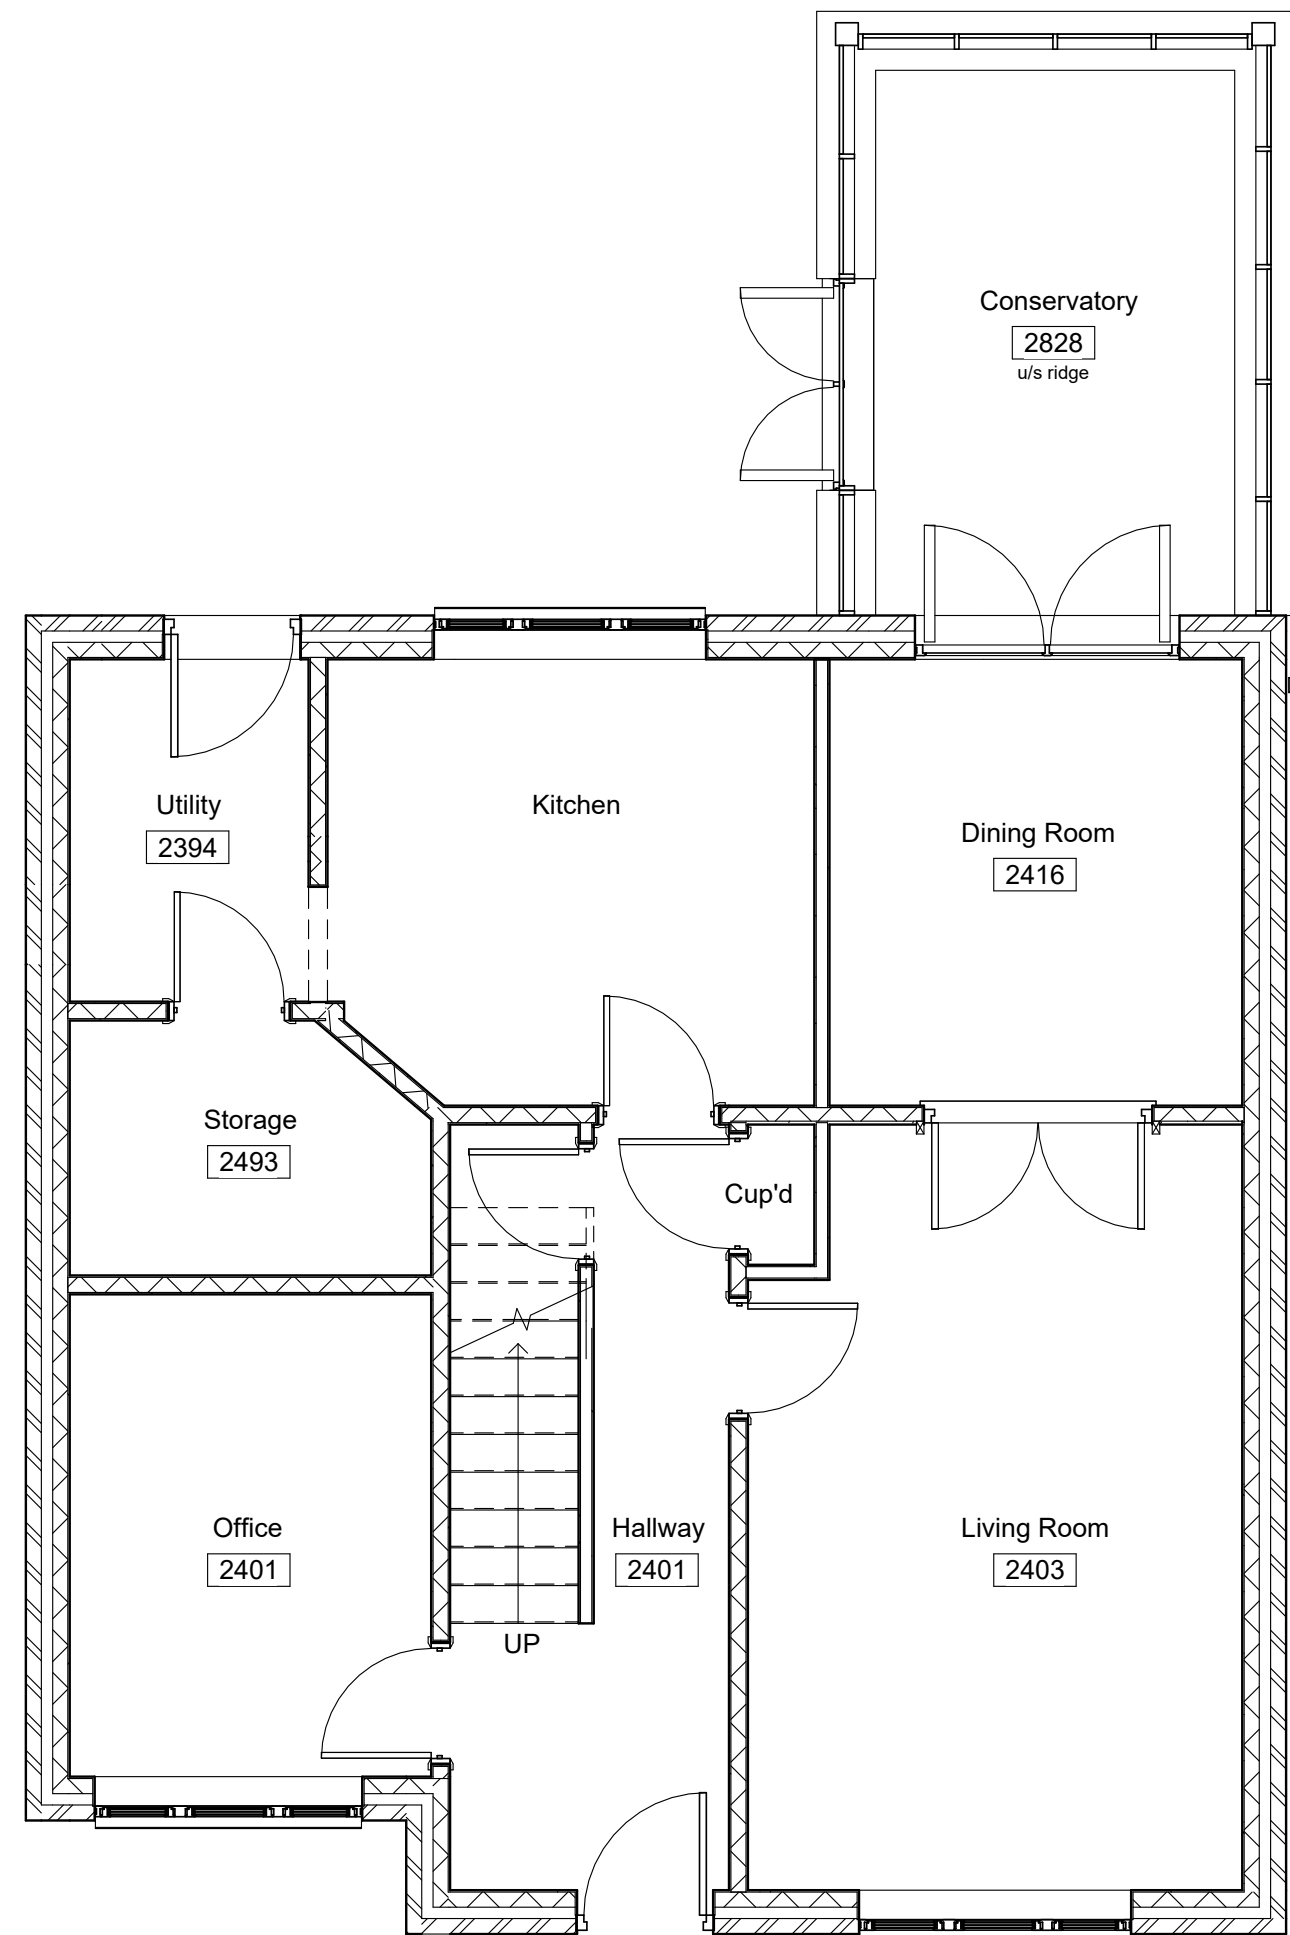 Conservatory
2828
u/s ridge
Utility
2394
Kitchen
Dining Room
2416
Storage
2493
Cup'd
Office
2401
Hallway
2401
Living Room
2403
UP